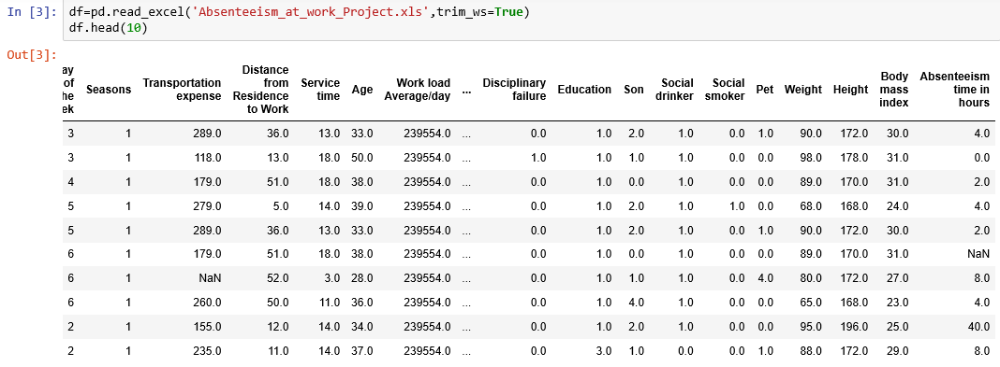 In [3]: df=pd.read_excel('Absenteeism_at_work_Project.xls',trim_ws=True)
df.head(10)
Out[3]:
ay of he ek Seasons Transportation expense Distance from Residence to Work Service time Age Work load Average/day ... Disciplinary failure Education Son Social drinker Social smoker Pet Weight Height Body mass index Absenteeism time in hours
3 1 289.0 36.0 13.0 33.0 239554.0 ... 0.0 1.0 2.0 1.0 0.0 1.0 90.0 172.0 30.0 4.0
3 1 118.0 13.0 18.0 50.0 239554.0 ... 1.0 1.0 1.0 1.0 0.0 0.0 98.0 178.0 31.0 0.0
4 1 179.0 51.0 18.0 38.0 239554.0 ... 0.0 1.0 0.0 1.0 0.0 0.0 89.0 170.0 31.0 2.0
5 1 279.0 5.0 14.0 39.0 239554.0 ... 0.0 1.0 2.0 1.0 1.0 0.0 68.0 168.0 24.0 4.0
5 1 289.0 36.0 13.0 33.0 239554.0 ... 0.0 1.0 2.0 1.0 0.0 1.0 90.0 172.0 30.0 2.0
6 1 179.0 51.0 18.0 38.0 239554.0 ... 0.0 1.0 0.0 1.0 0.0 0.0 89.0 170.0 31.0 NaN
6 1 NaN 52.0 3.0 28.0 239554.0 ... 0.0 1.0 1.0 1.0 0.0 4.0 80.0 172.0 27.0 8.0
6 1 260.0 50.0 11.0 36.0 239554.0 ... 0.0 1.0 4.0 1.0 0.0 0.0 65.0 168.0 23.0 4.0
2 1 155.0 12.0 14.0 34.0 239554.0 ... 0.0 1.0 2.0 1.0 0.0 0.0 95.0 196.0 25.0 40.0
2 1 235.0 11.0 14.0 37.0 239554.0 ... 0.0 3.0 1.0 0.0 0.0 1.0 88.0 172.0 29.0 8.0